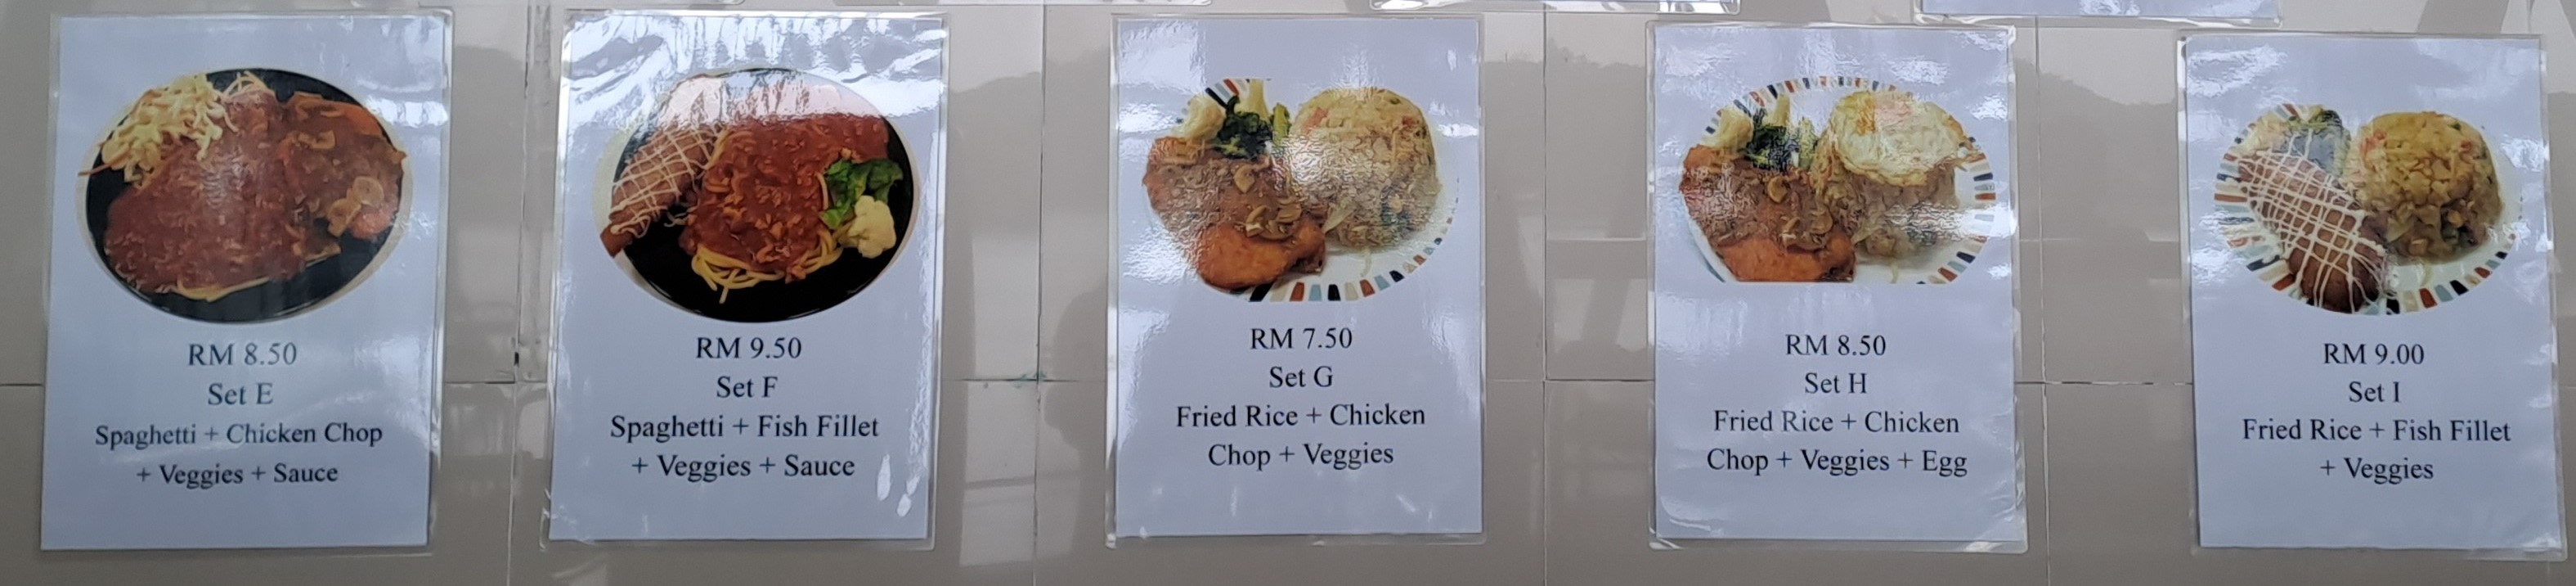 RM 8.50
Set E
Spaghetti + Chicken Chop
+ Veggies + Sauce
RM 9.50
Set F
Spaghetti + Fish Fillet
+ Veggies + Sauce
RM 7.50
Set G
Fried Rice + Chicken
Chop + Veggies
RM 8.50
Set H
Fried Rice + Chicken
Chop + Veggies + Egg
RM 9.00
Set I
Fried Rice + Fish Fillet
+ Veggies